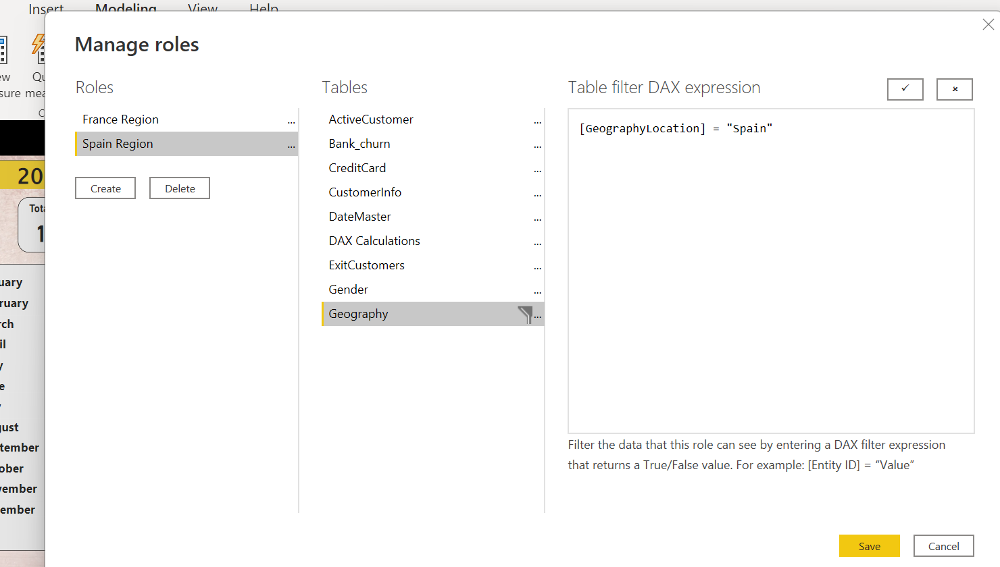 Insert Modeling View Help
Manage roles
Roles
Tables
Table filter DAX expression
France Region
...
Spain Region
...
Create
Delete
ActiveCustomer
...
Bank_churn
...
CreditCard
...
CustomerInfo
...
DateMaster
...
DAX Calculations
...
ExitCustomers
...
Gender
...
Geography
...
[GeographyLocation] = "Spain"
Filter the data that this role can see by entering a DAX filter expression
that returns a True/False value. For example: [Entity ID] = “Value”
Save
Cancel
ew
Qu
sure mea
C
20
Tota
1
uary
ruary
rch
il
y
e
y
gust
tember
ober
vember
ember